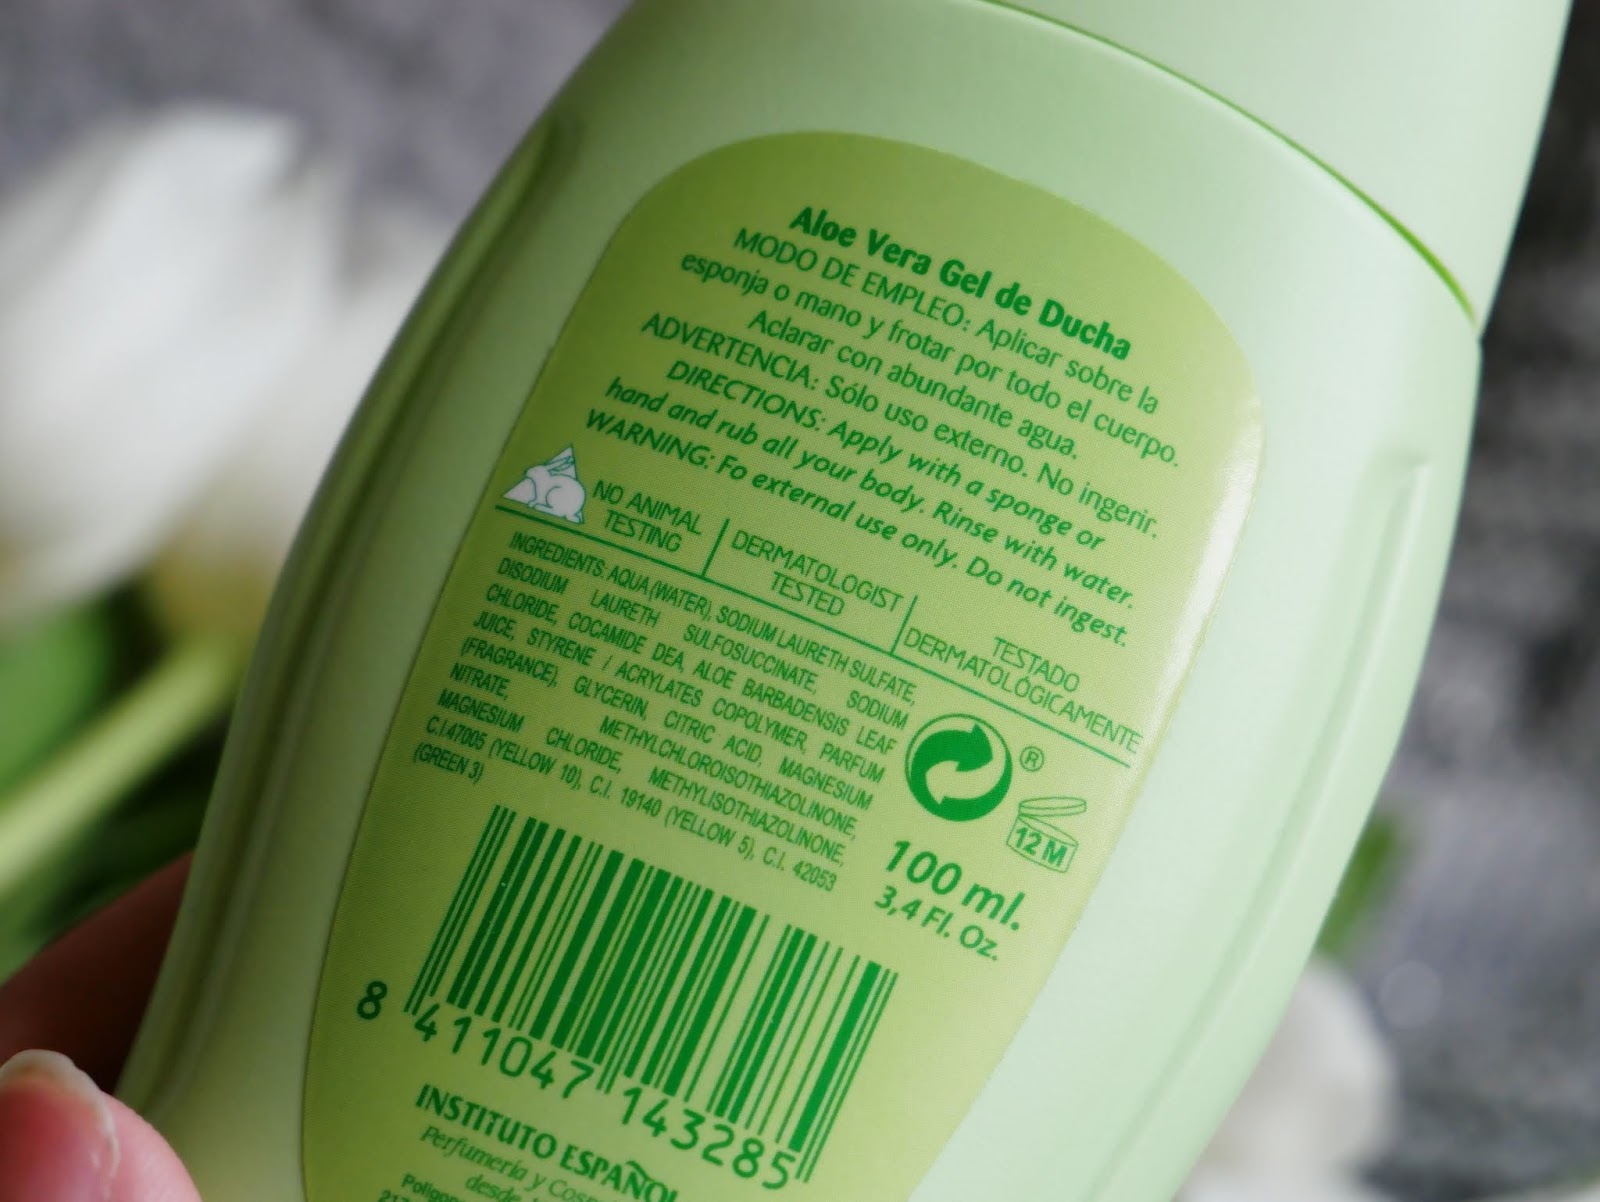 Aloe Vera Gel de Ducha
MODO DE EMPLEO: Aplicar sobre la
esponja o mano y frotar por todo el cuerpo.
Aclarar con abundante agua.
ADVERTENCIA: Sólo uso externo. No ingerir.
DIRECTIONS: Apply with a sponge or
hand and rub all your body. Rinse with water.
WARNING: Fo external use only. Do not ingest.
NO ANIMAL
TESTING
DERMATOLOGIST
TESTED
TESTADO
DERMATOLÓGICAMENTE
INGREDIENTS: AQUA (WATER), SODIUM LAURETH SULFATE,
DISODIUM LAURETH SULFOSUCCINATE, SODIUM
CHLORIDE, COCAMIDE DEA, ALOE BARBADENSIS LEAF
JUICE, STYRENE / ACRYLATES COPOLYMER, PARFUM
(FRAGRANCE), GLYCERIN, CITRIC ACID, MAGNESIUM
NITRATE, METHYLCHLOROISOTHIAZOLINONE,
MAGNESIUM CHLORIDE, METHYLISOTHIAZOLINONE,
C.I.47005 (YELLOW 10), C.I. 19140 (YELLOW 5), C.I. 42053
(GREEN 3)
®
12 M
100 ml.
3,4 Fl. Oz.
8 411047 143285
INSTITUTO ESPAÑOL
Perfumería y
desde